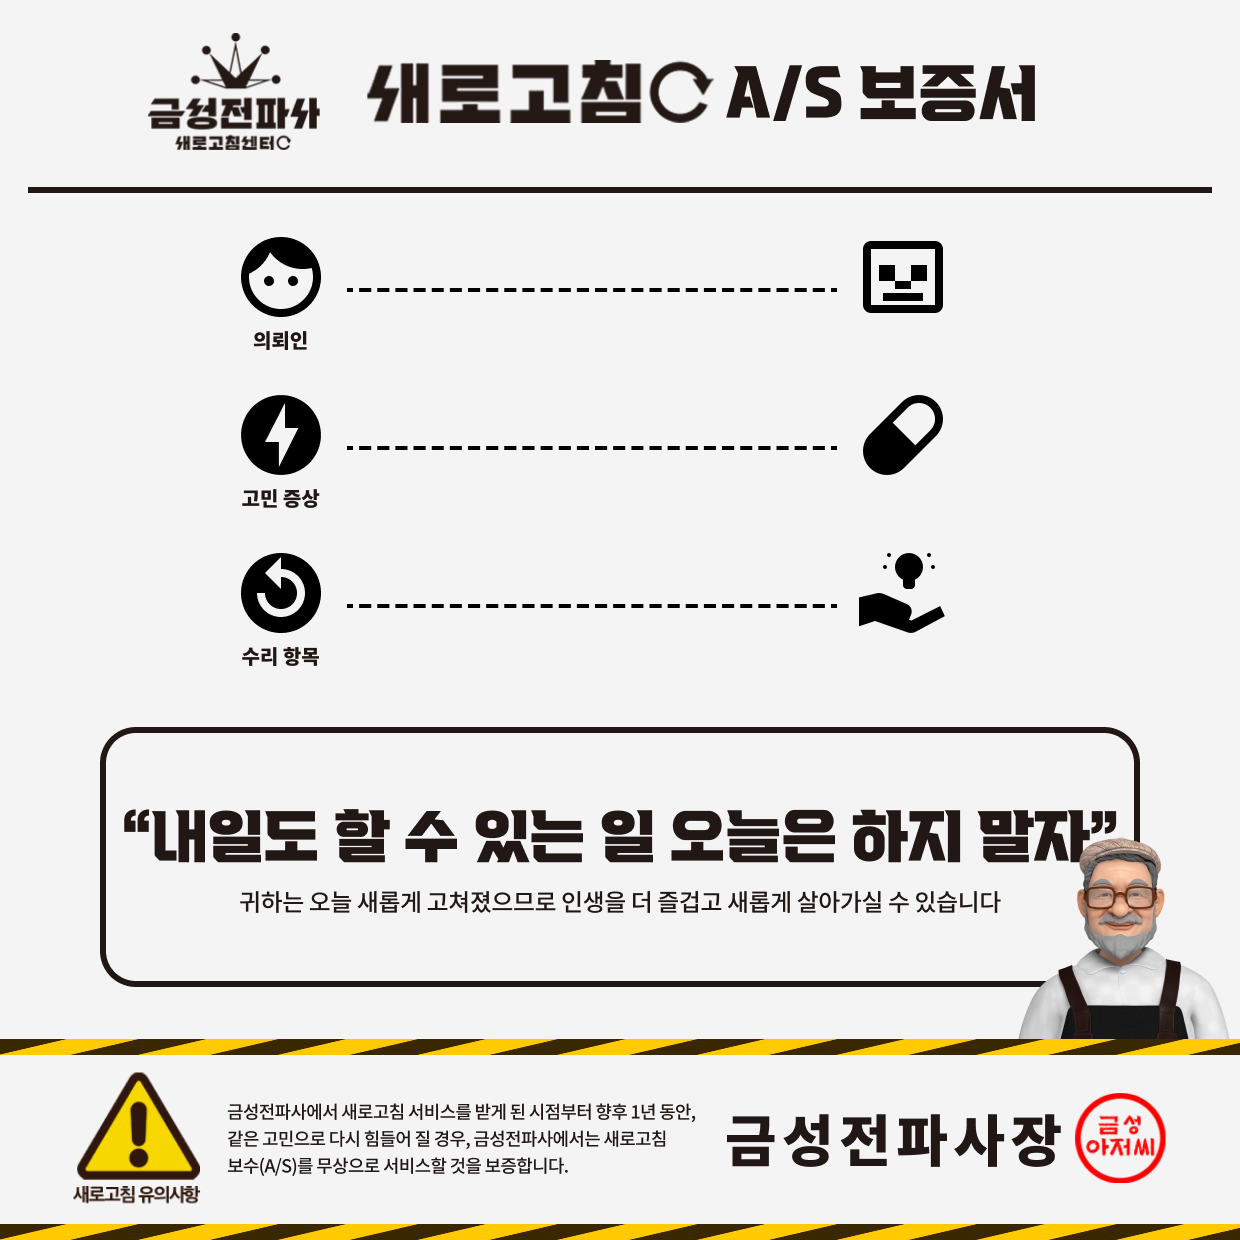 금성전파사
새로고침센터
새로고침 A/S 보증서
의뢰인
고민 증상
수리 항목
“내일도 할 수 있는 일 오늘은 하지 말자”
귀하는 오늘 새롭게 고쳐졌으므로 인생을 더 즐겁고 새롭게 살아가실 수 있습니다
새로고침 유의사항
금성전파사에서 새로고침 서비스를 받게 된 시점부터 향후 1년 동안,
같은 고민으로 다시 힘들어 질 경우, 금성전파사에서는 새로고침
보수(A/S)를 무상으로 서비스할 것을 보증합니다.
금성전파사장
금성
아저씨